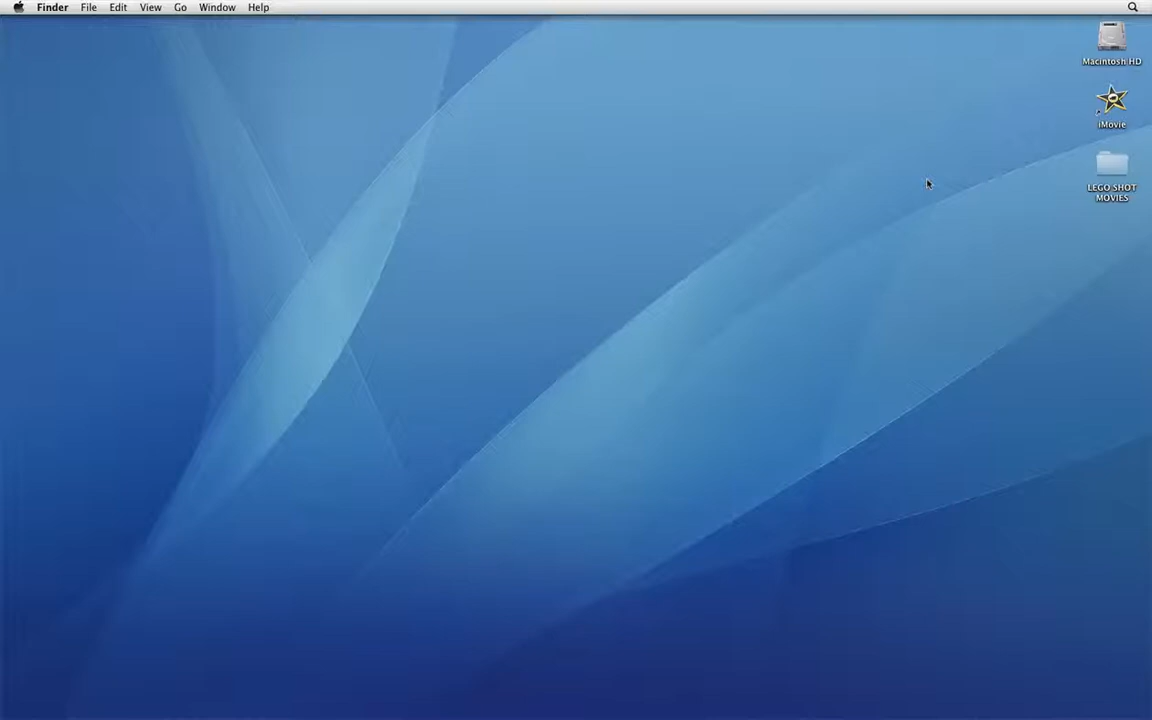 Finder File Edit View Go Window Help
Macintosh HD
iMovie
LEGO SHOT
MOVIES